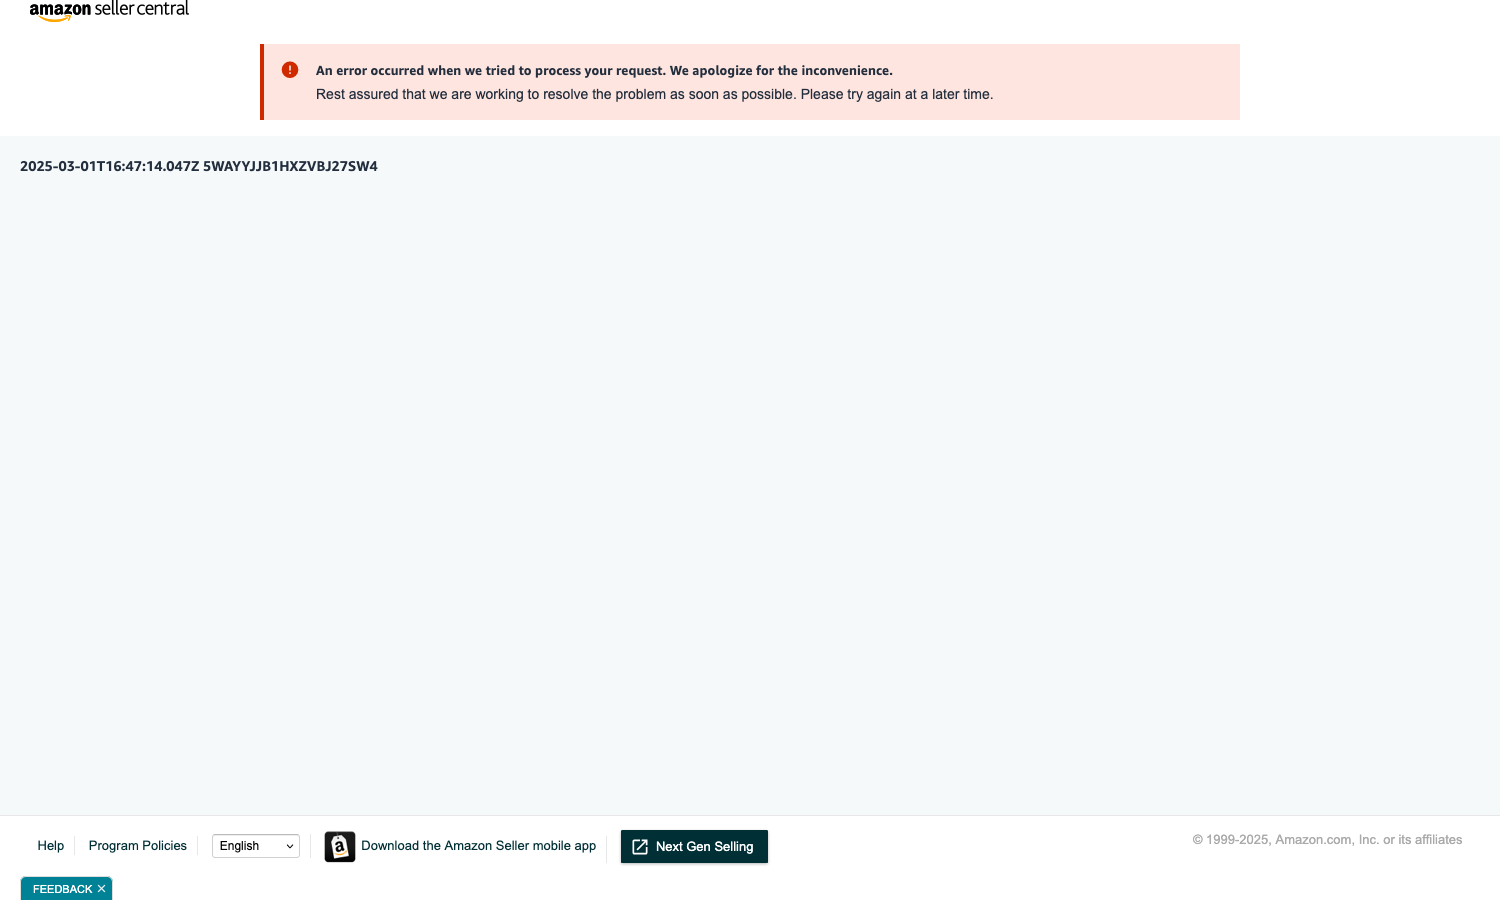 amazon seller central
An error occurred when we tried to process your request. We apologize for the inconvenience.
Rest assured that we are working to resolve the problem as soon as possible. Please try again at a later time.
2025-03-01T16:47:14.047Z 5WAYYJJB1HXZVBJ27SW4
Help
Program Policies
English
Download the Amazon Seller mobile app
Next Gen Selling
© 1999-2025, Amazon.com, Inc. or its affiliates
FEEDBACK